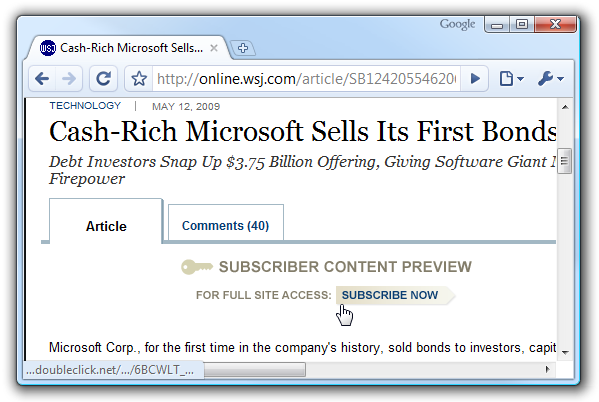 Google
WSJ Cash-Rich Microsoft Sells...
http://online.wsj.com/article/SB124205546206
TECHNOLOGY | MAY 12, 2009
Cash-Rich Microsoft Sells Its First Bonds
Debt Investors Snap Up $3.75 Billion Offering, Giving Software Giant
Firepower
Article Comments (40)
SUBSCRIBER CONTENT PREVIEW
FOR FULL SITE ACCESS: SUBSCRIBE NOW
Microsoft Corp., for the first time in the company's history, sold bonds to investors, capit
...doubleclick.net/.../6BCWLT_...